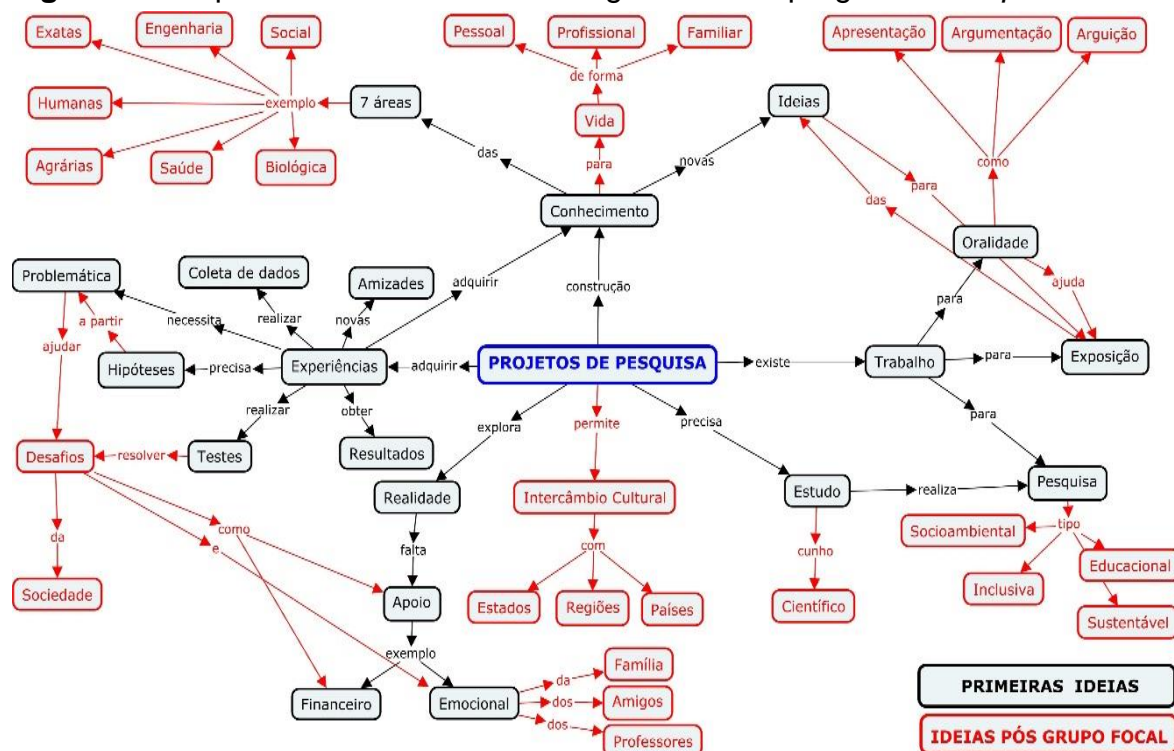 Exatas
Engenharia
Social
Pessoal
Profissional
Familiar
Apresentação
Argumentação
Arguição
de forma
Humanas
exemplo
7 áreas
Vida
Ideias
Agrárias
Saúde
Biológica
das
para
novas
para
como
das
Conhecimento
Oralidade
Problemática
Coleta de dados
Amizades
adquirir
construção
ajuda
a partir
necessita
realizar
novas
para
ajudar
Hipóteses
precisa
Experiências
adquirir
PROJETOS DE PESQUISA
existe
Trabalho
para
Exposição
realizar
obter
explora
permite
precisa
para
Desafios
resolver
Testes
Resultados
Realidade
Intercâmbio Cultural
Estudo
realiza
Pesquisa
da
como
e
falta
com
cunho
Socioambiental
tipo
Educacional
Sociedade
Apoio
Estados
Regiões
Países
Científico
Inclusiva
Sustentável
exemplo
Financeiro
Emocional
da
Família
dos
Amigos
dos
Professores
PRIMEIRAS IDEIAS
IDEIAS PÓS GRUPO FOCAL